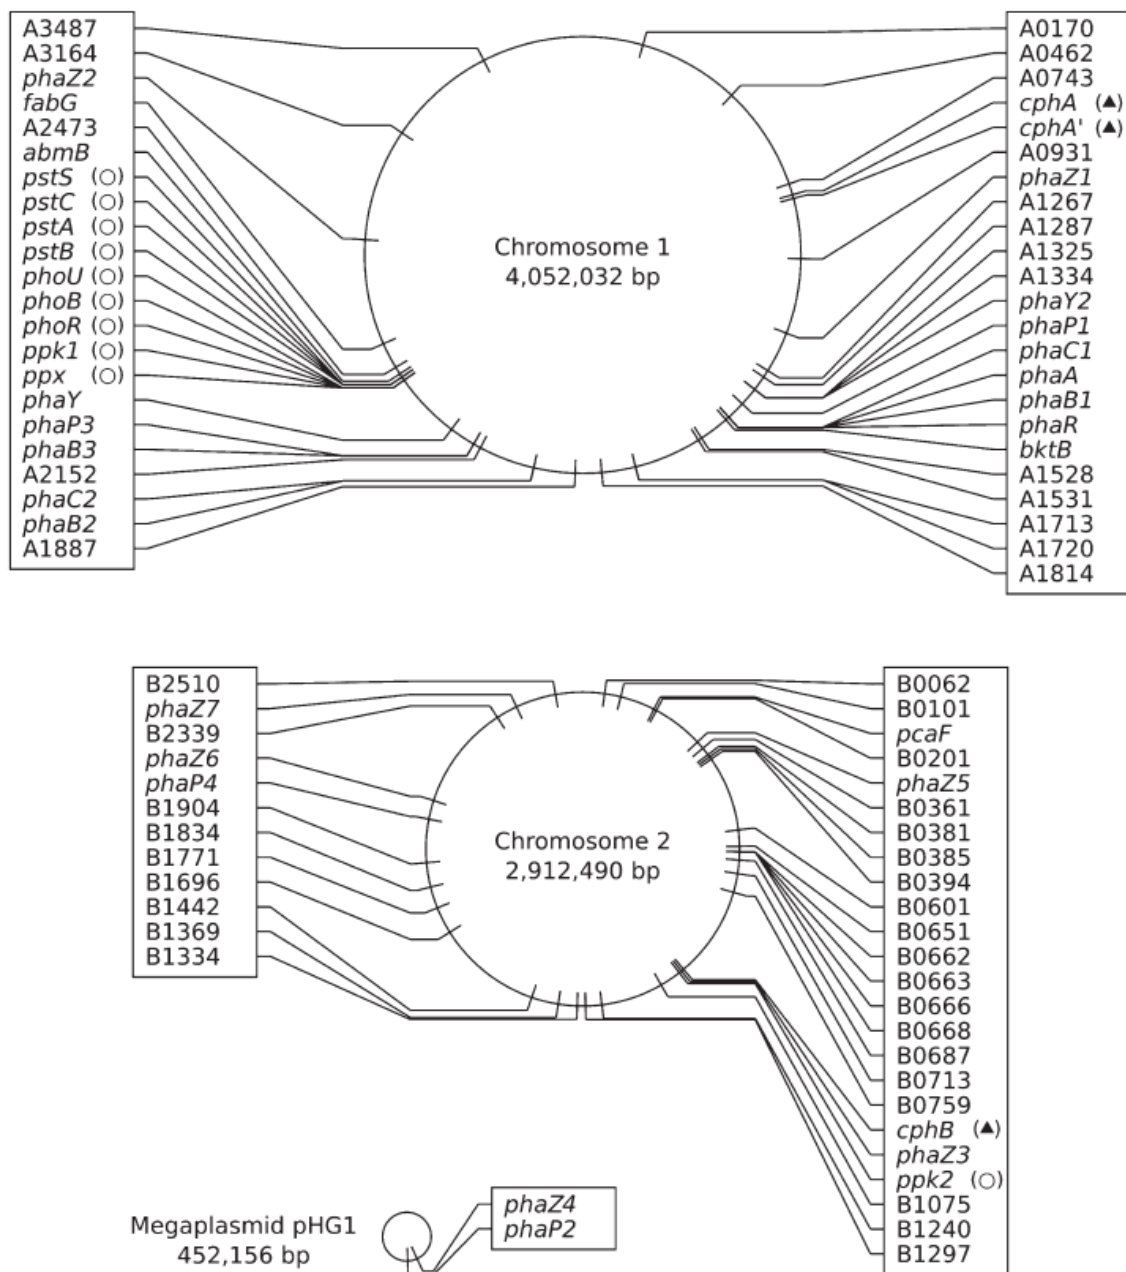 A3487
A3164
phaZ2
fabG
A2473
abmB
pstS (○)
pstC (○)
pstA (○)
pstB (○)
phoU (○)
phoB (○)
phoR (○)
ppk1 (○)
ppx (○)
phaY
phaP3
phaB3
A2152
phaC2
phaB2
A1887
Chromosome 1
4,052,032 bp
A0170
A0462
A0743
cphA (▲)
cphA' (▲)
A0931
phaZ1
A1267
A1287
A1325
A1334
phaY2
phaP1
phaC1
phaA
phaB1
phaR
bktB
A1528
A1531
A1713
A1720
A1814
B2510
phaZ7
B2339
phaZ6
phaP4
B1904
B1834
B1771
B1696
B1442
B1369
B1334
Chromosome 2
2,912,490 bp
B0062
B0101
pcaF
B0201
phaZ5
B0361
B0381
B0385
B0394
B0601
B0651
B0662
B0663
B0666
B0668
B0687
B0713
B0759
cphB (▲)
phaZ3
ppk2 (○)
B1075
B1240
B1297
Megaplasmid pHG1
452,156 bp
phaZ4
phaP2